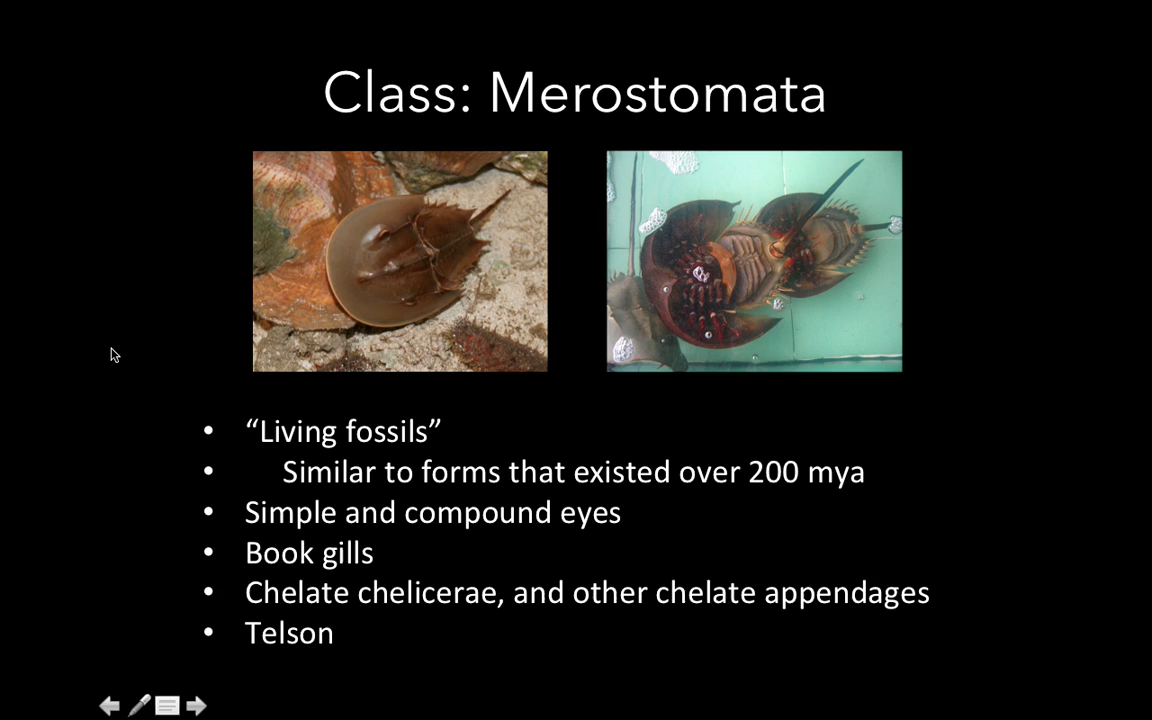 Class: Merostomata
• “Living fossils”
• Similar to forms that existed over 200 mya
• Simple and compound eyes
• Book gills
• Chelate chelicerae, and other chelate appendages
• Telson